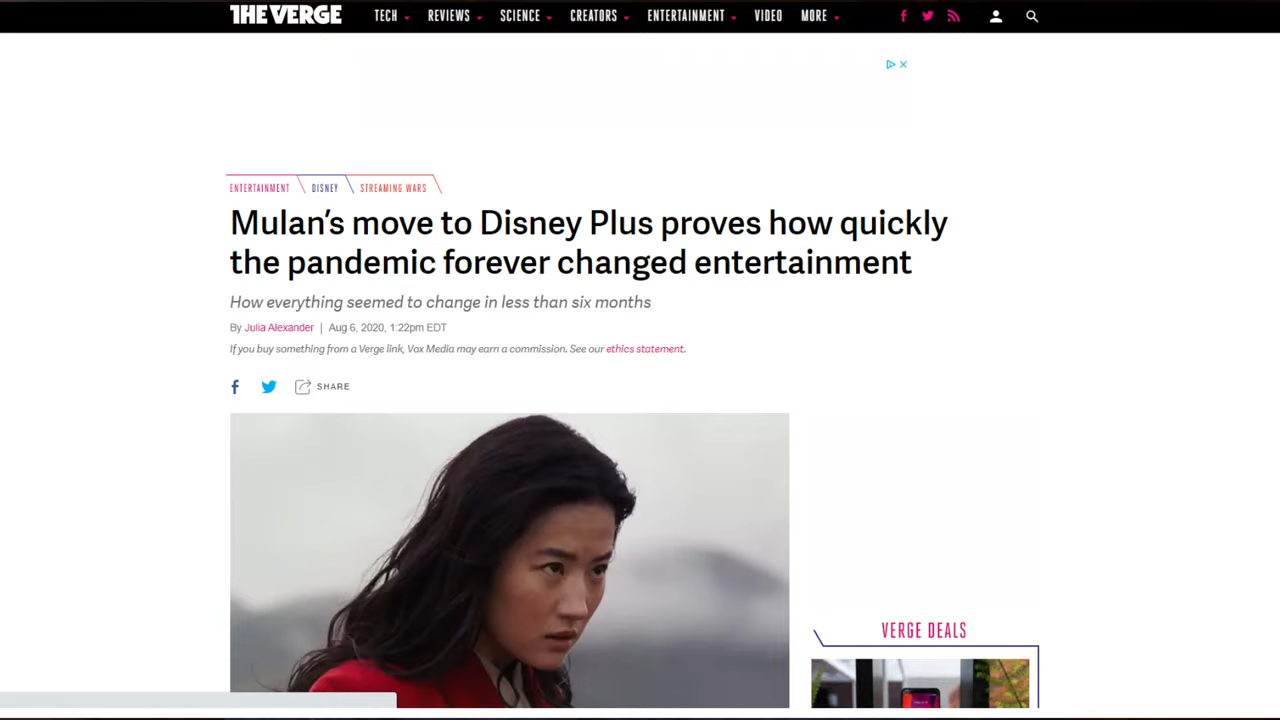 THE VERGE
TECH REVIEWS SCIENCE CREATORS ENTERTAINMENT VIDEO MORE
ENTERTAINMENT DISNEY STREAMING WARS
Mulan's move to Disney Plus proves how quickly
the pandemic forever changed entertainment
How everything seemed to change in less than six months
By Julia Alexander | Aug 6, 2020, 1:22pm EDT
If you buy something from a Verge link, Vox Media may earn a commission. See our ethics statement.
SHARE
VERGE DEALS